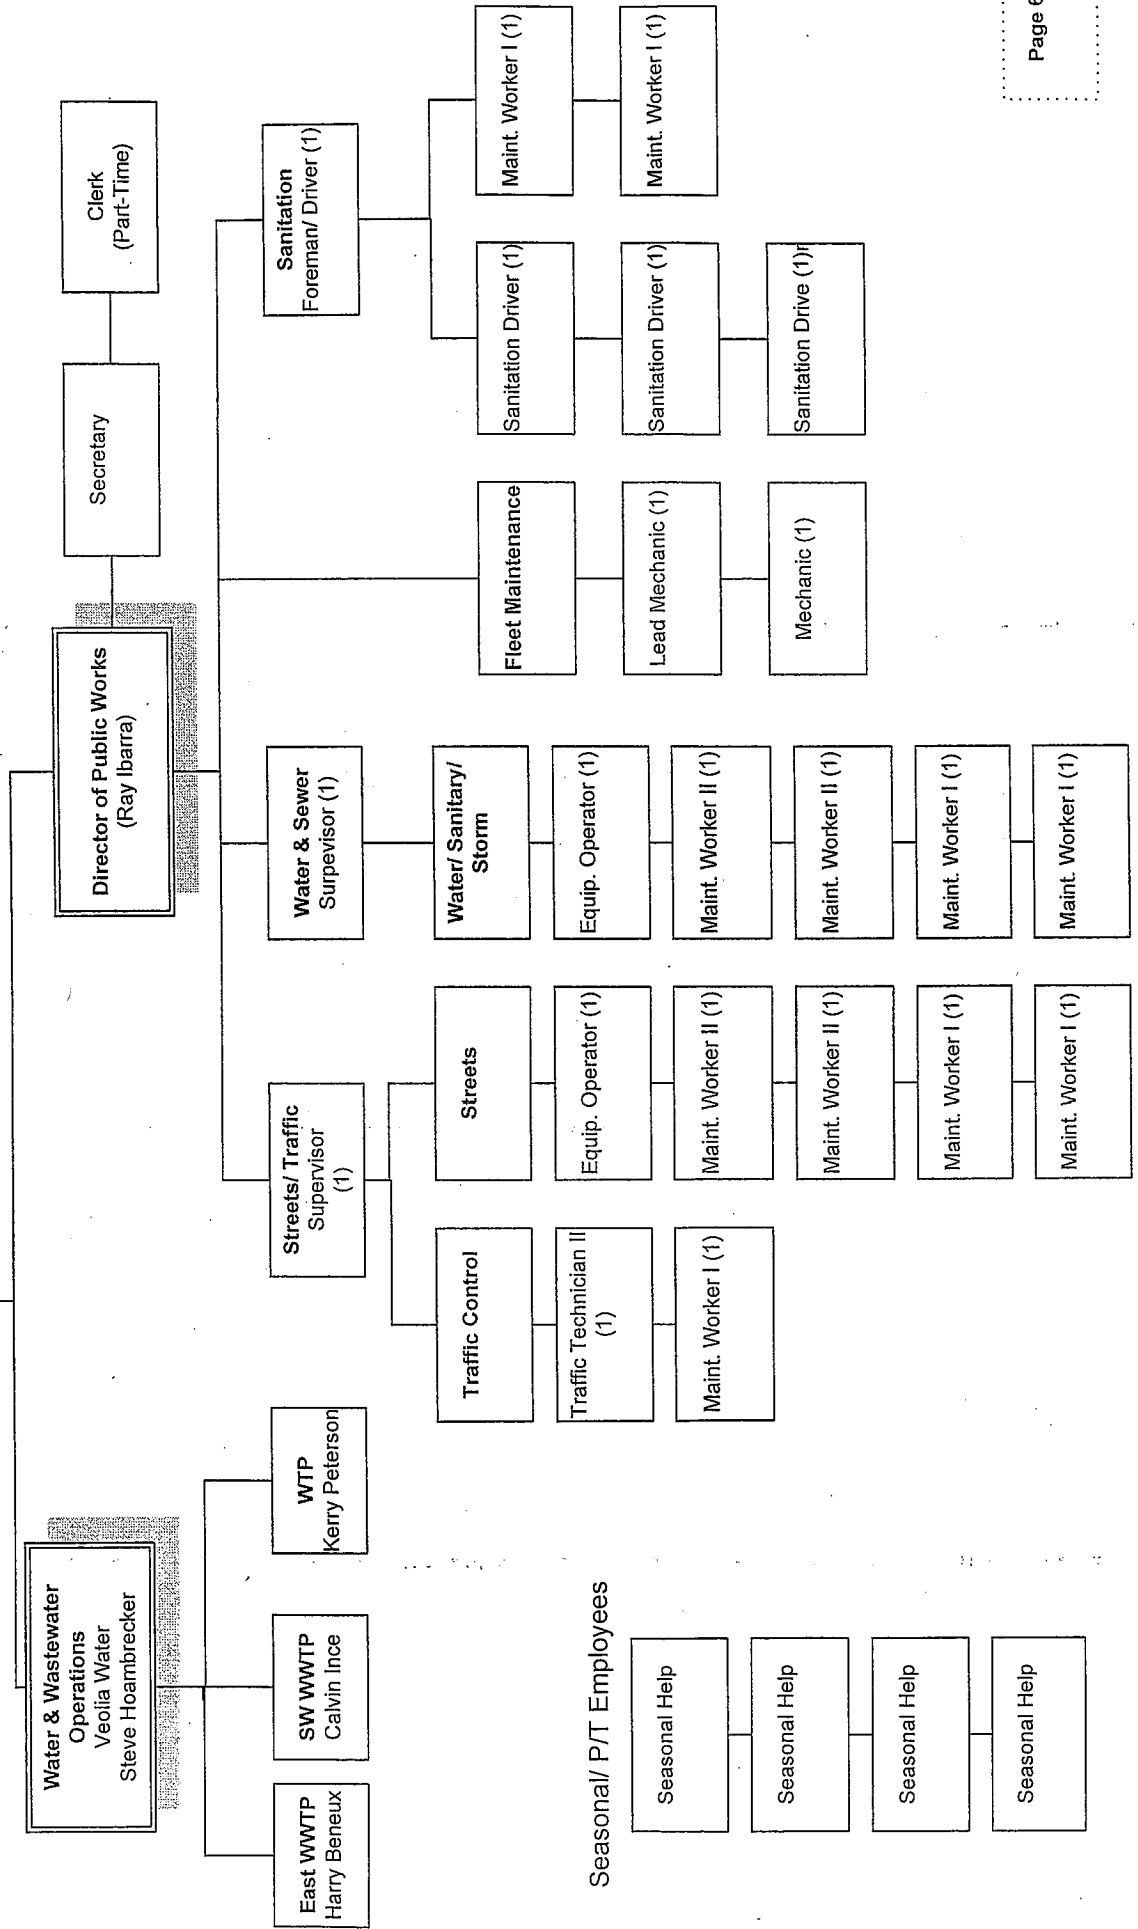 Water & Wastewater
Operations
Veolia Water
Steve Hoambrecker
East WWTP
Harry Beneux
SW WWTP
Calvin Ince
WTP
Kerry Peterson
Director of Public Works
(Ray Ibarra)
Secretary
Clerk
(Part-Time)
Streets/ Traffic
Supervisor
(1)
Traffic Control
Traffic Technician II
(1)
Maint. Worker I (1)
Streets
Equip. Operator (1)
Maint. Worker II (1)
Maint. Worker II (1)
Maint. Worker I (1)
Maint. Worker I (1)
Water & Sewer
Surpevisor (1)
Water/ Sanitary/
Storm
Equip. Operator (1)
Maint. Worker II (1)
Maint. Worker II (1)
Maint. Worker I (1)
Maint. Worker I (1)
Fleet Maintenance
Lead Mechanic (1)
Mechanic (1)
Sanitation
Foreman/ Driver (1)
Sanitation Driver (1)
Sanitation Driver (1)
Sanitation Drive (1)r
Maint. Worker I (1)
Maint. Worker I (1)
Seasonal/ P/T Employees
Seasonal Help
Seasonal Help
Seasonal Help
Seasonal Help
Page 6